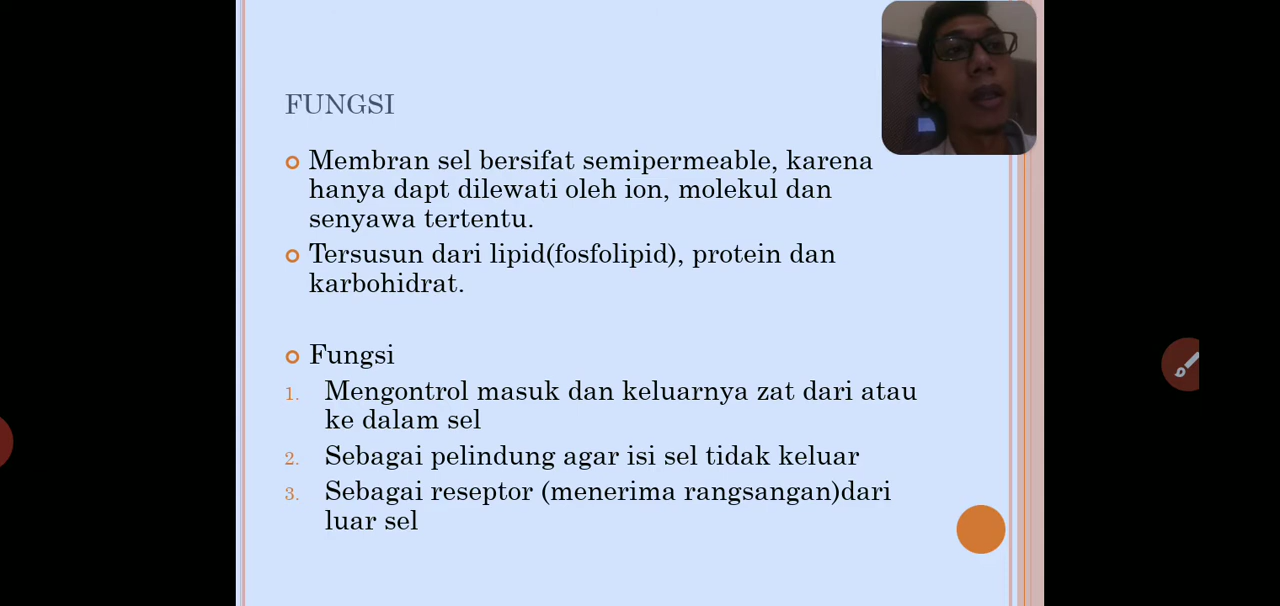 FUNGSI
Membran sel bersifat semipermeable, karena
hanya dapt dilewati oleh ion, molekul dan
senyawa tertentu.
Tersusun dari lipid(fosfolipid), protein dan
karbohidrat.
Fungsi
1. Mengontrol masuk dan keluarnya zat dari atau
ke dalam sel
2. Sebagai pelindung agar isi sel tidak keluar
3. Sebagai reseptor (menerima rangsangan)dari
luar sel